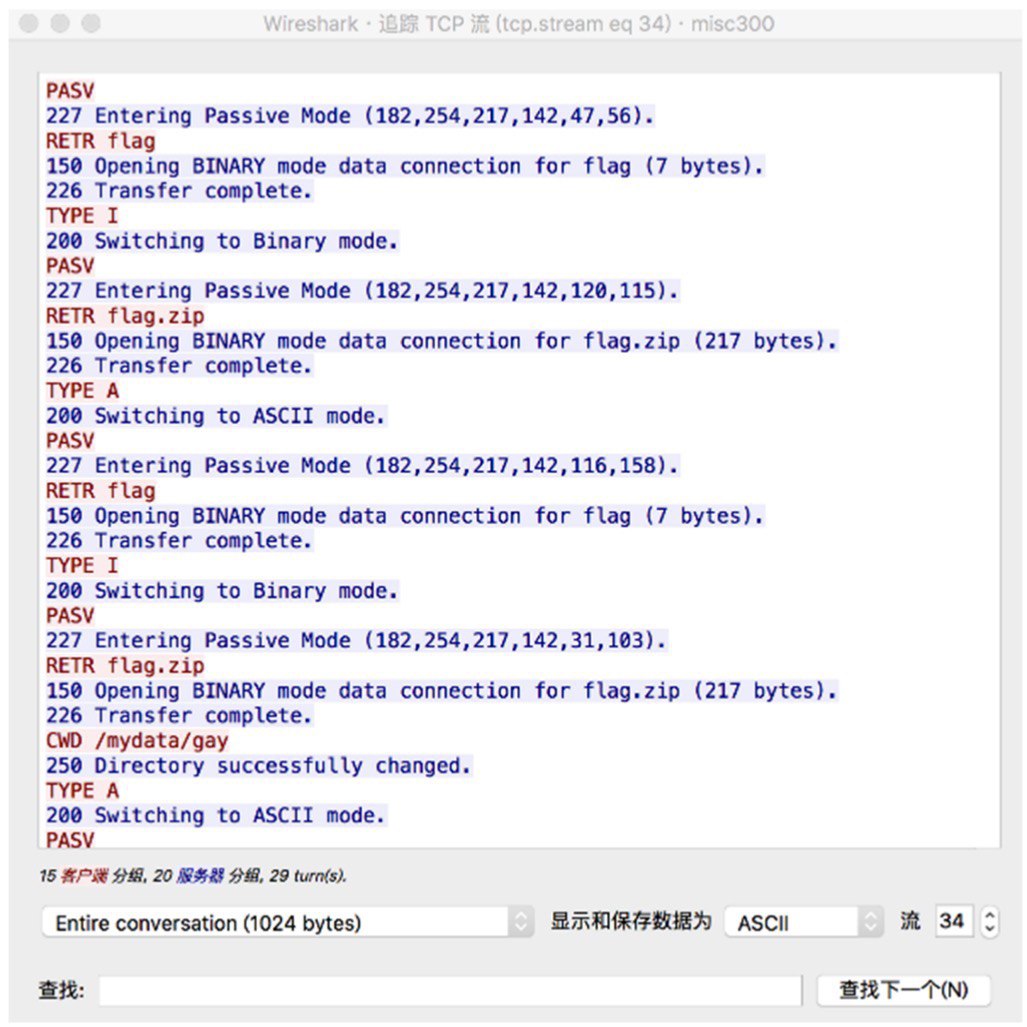 Wireshark · 追踪 TCP 流 (tcp.stream eq 34) · misc300
PASV
227 Entering Passive Mode (182,254,217,142,47,56).
RETR flag
150 Opening BINARY mode data connection for flag (7 bytes).
226 Transfer complete.
TYPE I
200 Switching to Binary mode.
PASV
227 Entering Passive Mode (182,254,217,142,120,115).
RETR flag.zip
150 Opening BINARY mode data connection for flag.zip (217 bytes).
226 Transfer complete.
TYPE A
200 Switching to ASCII mode.
PASV
227 Entering Passive Mode (182,254,217,142,116,158).
RETR flag
150 Opening BINARY mode data connection for flag (7 bytes).
226 Transfer complete.
TYPE I
200 Switching to Binary mode.
PASV
227 Entering Passive Mode (182,254,217,142,31,103).
RETR flag.zip
150 Opening BINARY mode data connection for flag.zip (217 bytes).
226 Transfer complete.
CWD /mydata/gay
250 Directory successfully changed.
TYPE A
200 Switching to ASCII mode.
PASV
15 客户端 分组, 20 服务器 分组, 29 turn(s).
Entire conversation (1024 bytes) 显示和保存数据为 ASCII 流 34
查找: 查找下一个(N)